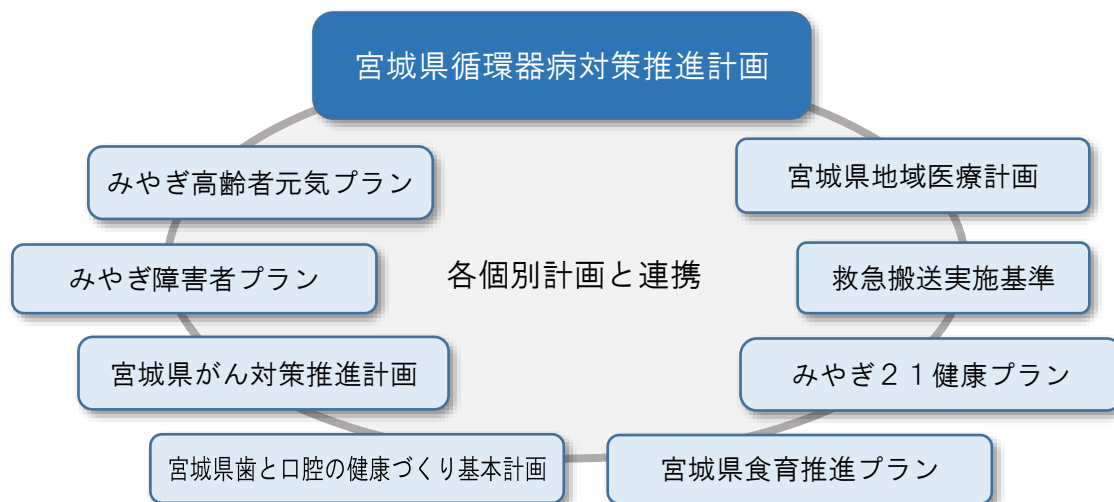 宮城県循環器病対策推進計画
みやぎ高齢者元気プラン
宮城県地域医療計画
みやぎ障害者プラン
各個別計画と連携
救急搬送実施基準
宮城県がん対策推進計画
みやぎ２１健康プラン
宮城県歯と口腔の健康づくり基本計画
宮城県食育推進プラン